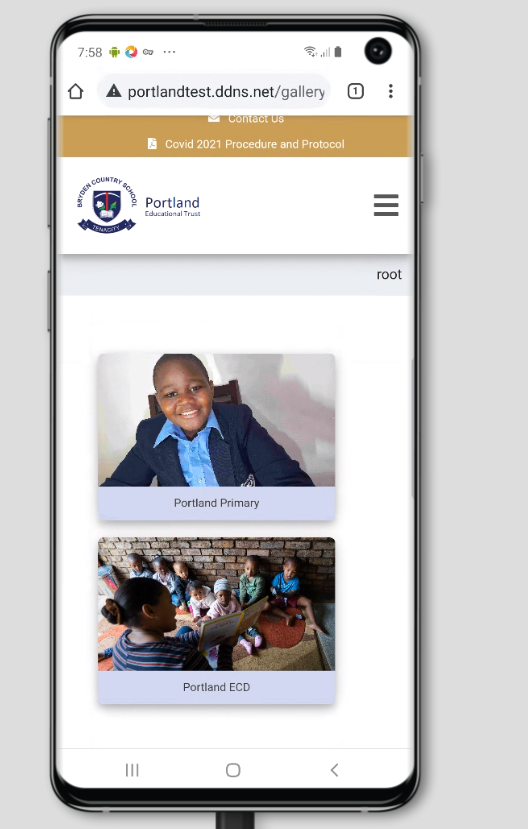 7:58
portlandtest.ddns.net/gallery
1
Contact Us
Covid 2021 Procedure and Protocol
BRYDEN COUNTRY SCHOOL
TENACITY
Portland
Educational Trust
root
Portland Primary
Portland ECD